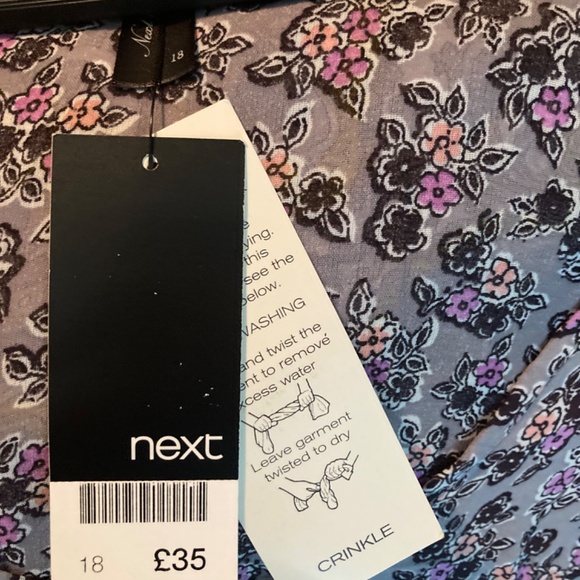 18
next
18 £35
ying.
this
see the
below.
WASHING
and twist the
ent to remove
xcess water
Leave garment
twisted to dry
CRINKLE